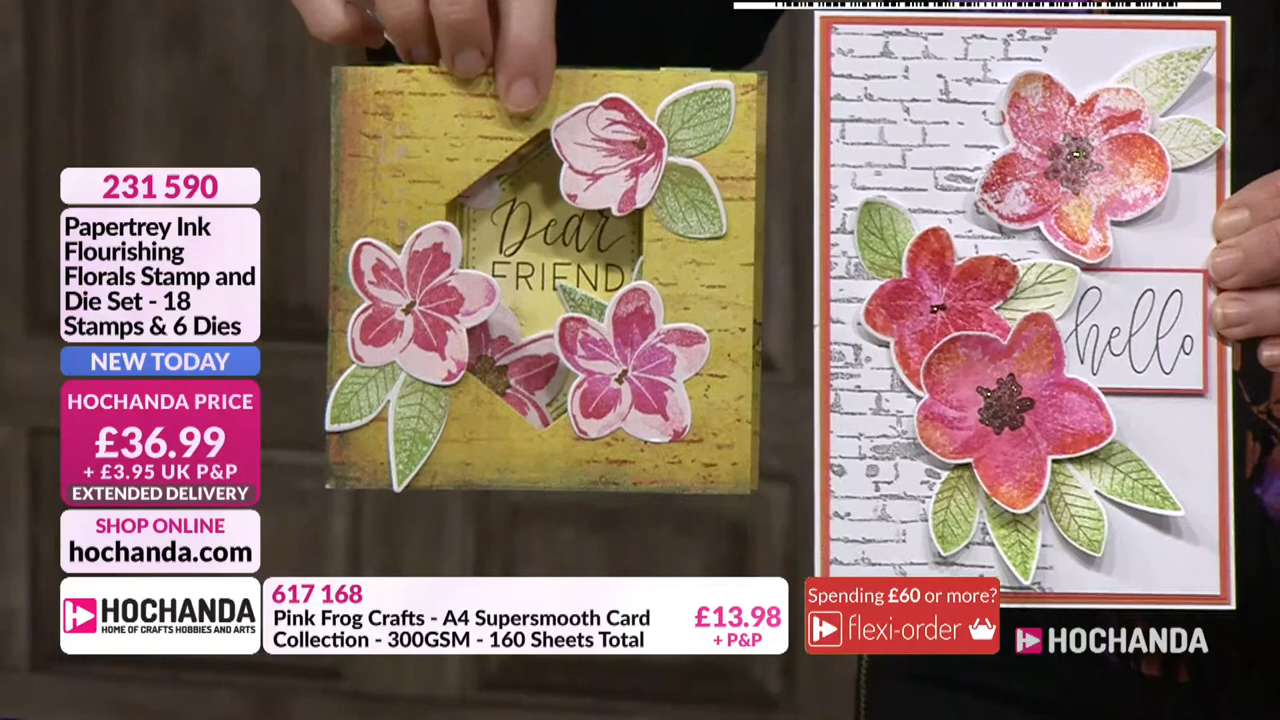 231 590
Papertrey Ink
Flourishing
Florals Stamp and
Die Set - 18
Stamps & 6 Dies
NEW TODAY
HOCHANDA PRICE
£36.99
+ £3.95 UK P&P
EXTENDED DELIVERY
SHOP ONLINE
hochanda.com
HOCHANDA
HOME OF CRAFTS HOBBIES AND ARTS
617 168
Pink Frog Crafts - A4 Supersmooth Card
Collection - 300GSM - 160 Sheets Total
£13.98
+ P&P
Spending £60 or more?
flexi-order
HOCHANDA
Dear
FRIEND
hello